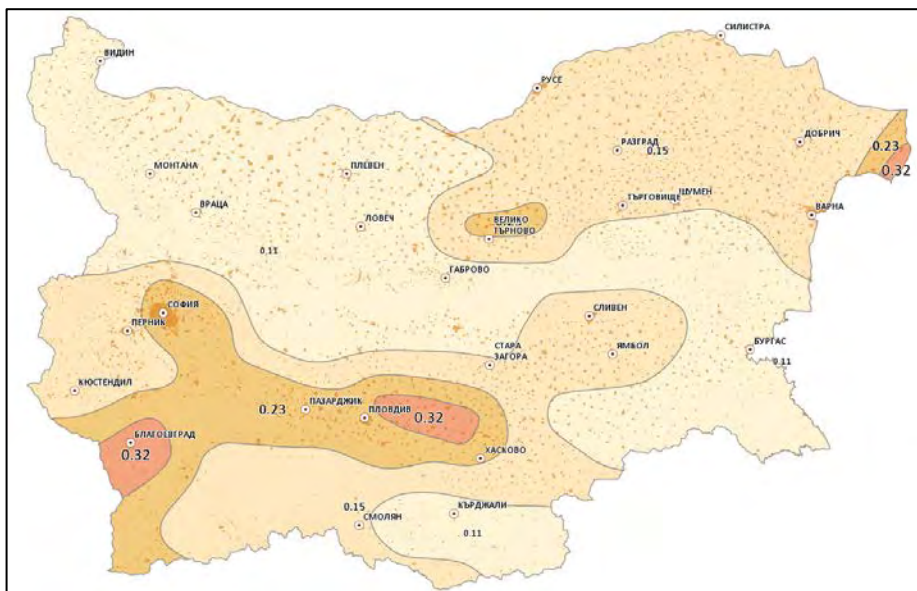 СИЛИСТРА
ВИДИН
РУСЕ
ДОБРИЧ
РАЗГРАД
0.15
0.23
0.32
МОНТАНА
ПЛЕВЕН
ТЪРГОВИЩЕ
ШУМЕН
ВРАЦА
ЛОВЕЧ
ВЕЛИКО
ТЪРНОВО
ВАРНА
0.11
ГАБРОВО
СОФИЯ
ПЕРНИК
СЛИВЕН
СТАРА
ЗАГОРА
ЯМБОЛ
БУРГАС
0.11
КЮСТЕНДИЛ
ПАЗАРДЖИК
0.23
ПЛОВДИВ
0.32
БЛАГОЕВГРАД
0.32
ХАСКОВО
0.15
СМОЛЯН
КЪРДЖАЛИ
0.11